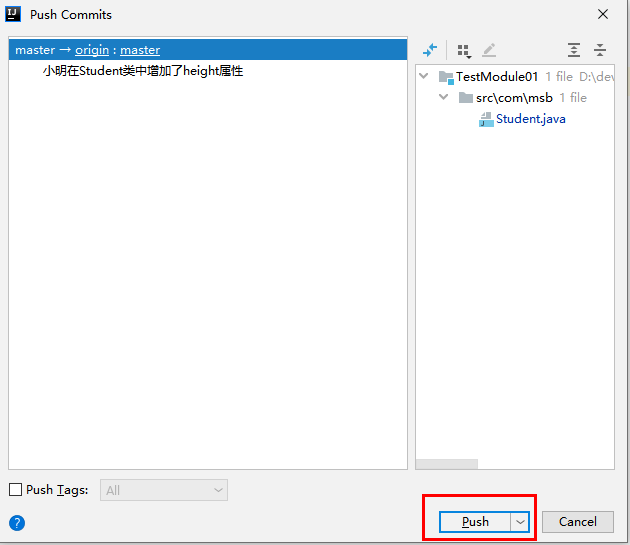 Push Commits
master → origin : master
小明在Student类中增加了height属性
TestModule01 1 file D:\dev
src\com\msb 1 file
Student.java
Push Tags: All
? Push Cancel